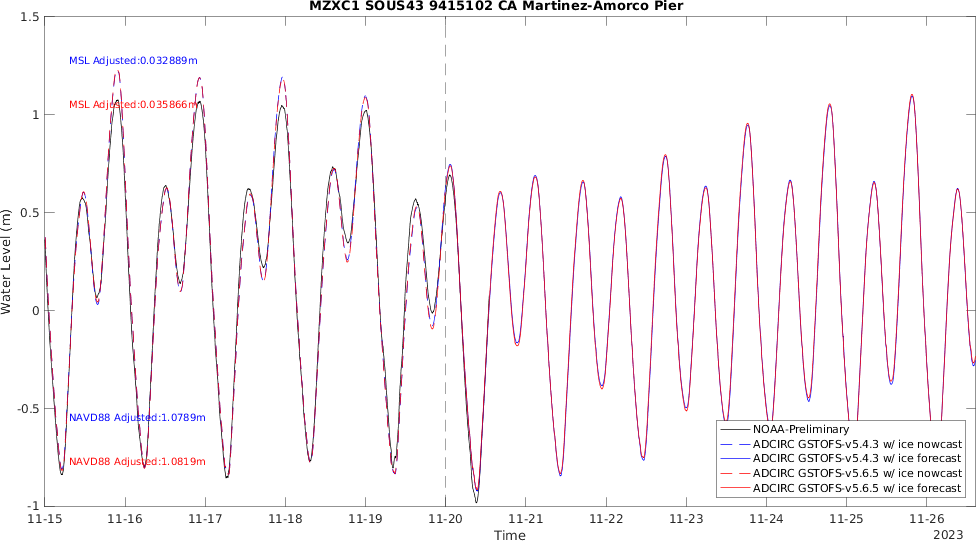 MZXC1 SOUS43 9415102 CA Martinez-Amorco Pier
1.5
MSL Adjusted:0.032889m
MSL Adjusted:0.035866m
1
0.5
Water Level (m)
0
-0.5
NAVD88 Adjusted:1.0789m
NAVD88 Adjusted:1.0819m
NOAA-Preliminary
ADCIRC GSTOFS-v5.4.3 w/ ice nowcast
ADCIRC GSTOFS-v5.4.3 w/ ice forecast
ADCIRC GSTOFS-v5.6.5 w/ ice nowcast
ADCIRC GSTOFS-v5.6.5 w/ ice forecast
-1
11-15 11-16 11-17 11-18 11-19 11-20 11-21 11-22 11-23 11-24 11-25 11-26
Time
2023